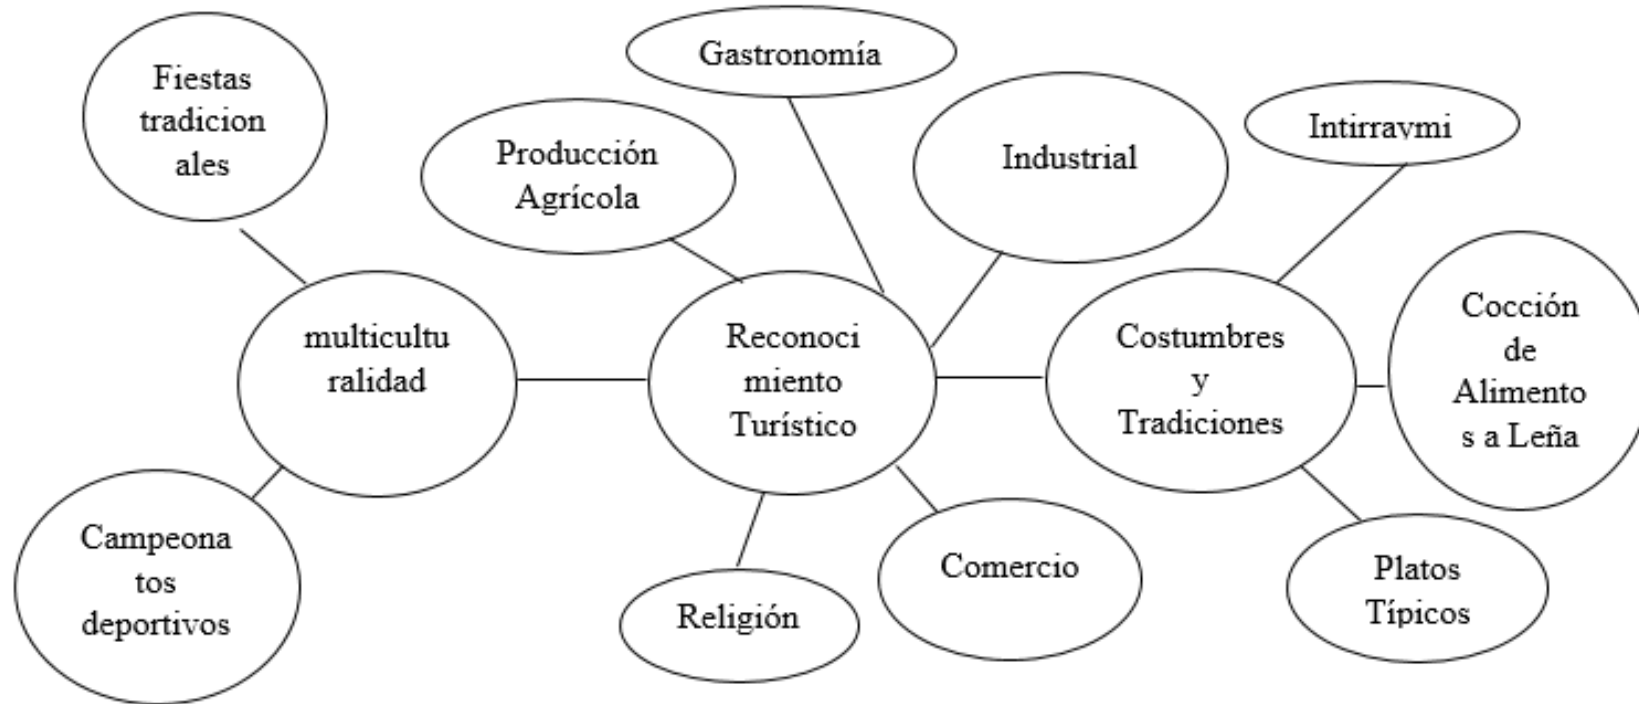 Fiestas
tradicion
ales
Gastronomía
Producción
Agrícola
Industrial
Intirraymi
multicultu
ralidad
Reconoci
miento
Turístico
Costumbres
y
Tradiciones
Cocción
de
Alimento
s a Leña
Campeona
tos
deportivos
Religión
Comercio
Platos
Típicos